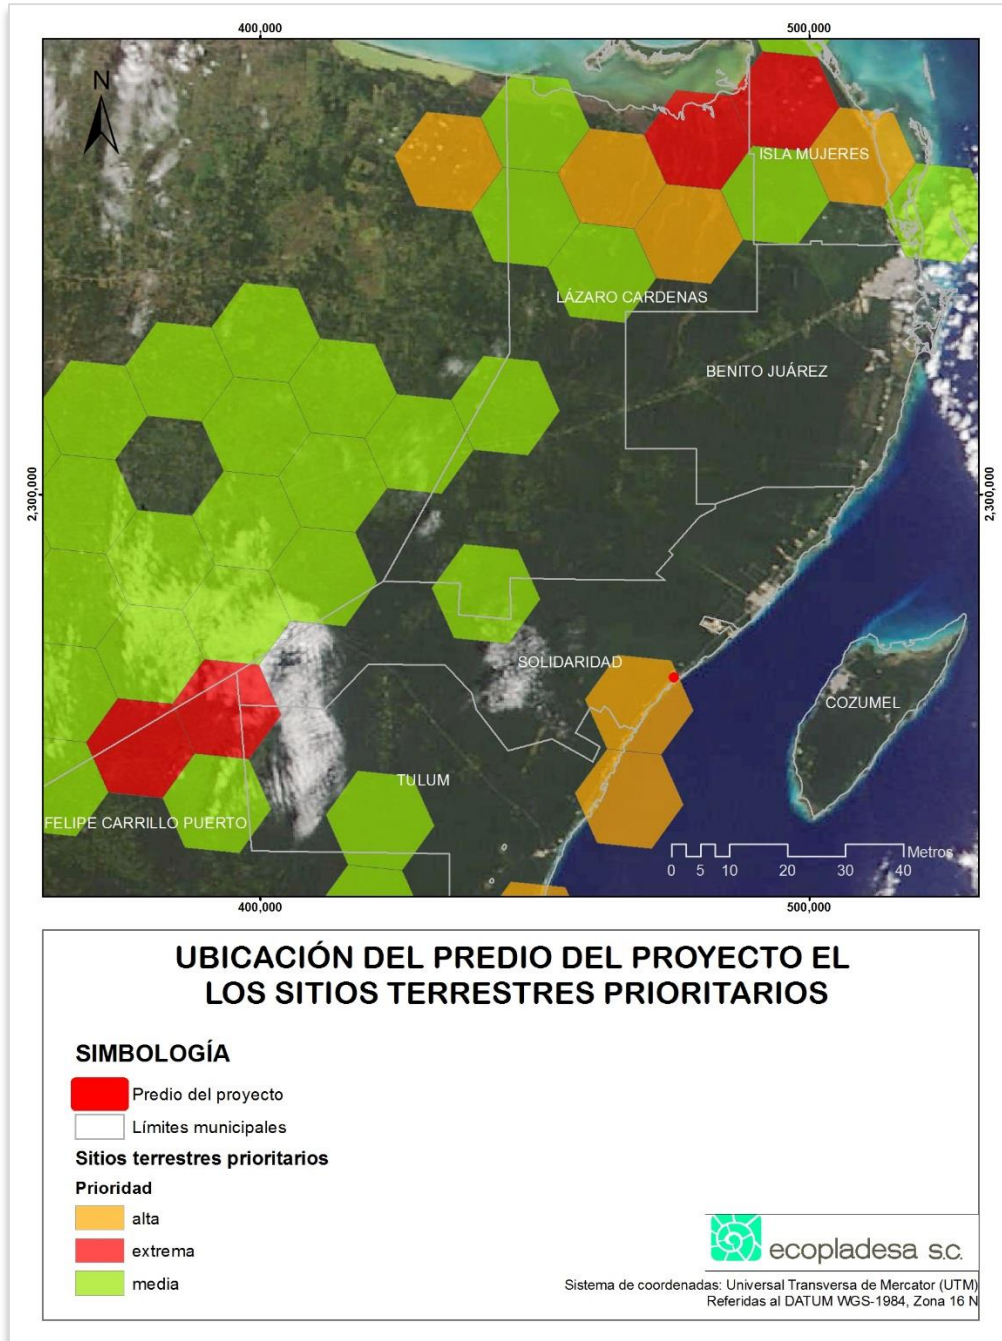 400,000
500,000
N
ISLA MUJERES
LÁZARO CARDENAS
BENITO JUÁREZ
2,300,000
2,300,000
SOLIDARIDAD
COZUMEL
TULUM
FELIPE CARRILLO PUERTO
Metros
0 5 10 20 30 40
400,000
500,000
UBICACIÓN DEL PREDIO DEL PROYECTO EL
LOS SITIOS TERRESTRES PRIORITARIOS
SIMBOLOGÍA
Predio del proyecto
Límites municipales
Sitios terrestres prioritarios
Prioridad
alta
extrema
media
ecopladesa s.c.
Sistema de coordenadas: Universal Transversa de Mercator (UTM)
Referidas al DATUM WGS-1984, Zona 16 N